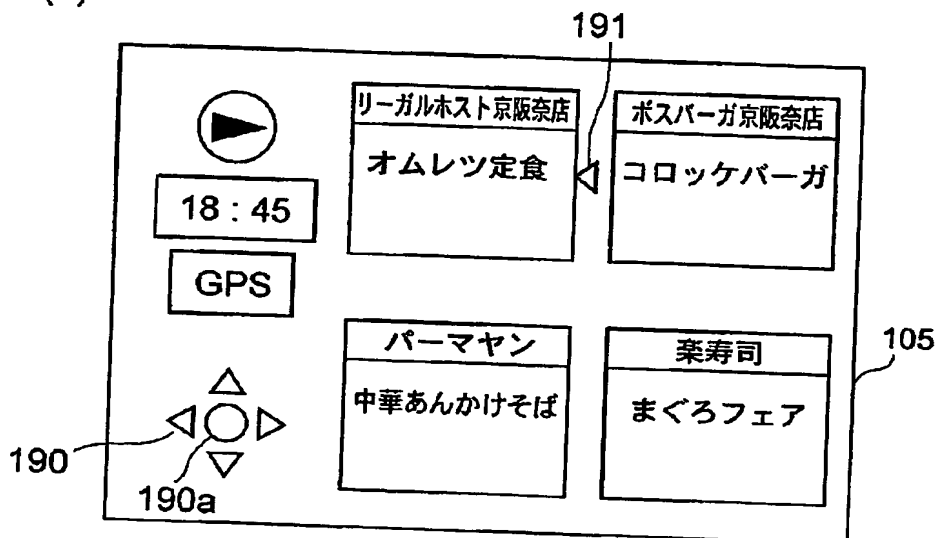 191
リーガルホスト京阪奈店
オムレツ定食
ボスバーガ京阪奈店
コロッケバーガ
18:45
GPS
パーマヤン
中華あんかけそば
楽寿司
まぐろフェア
105
190
190a